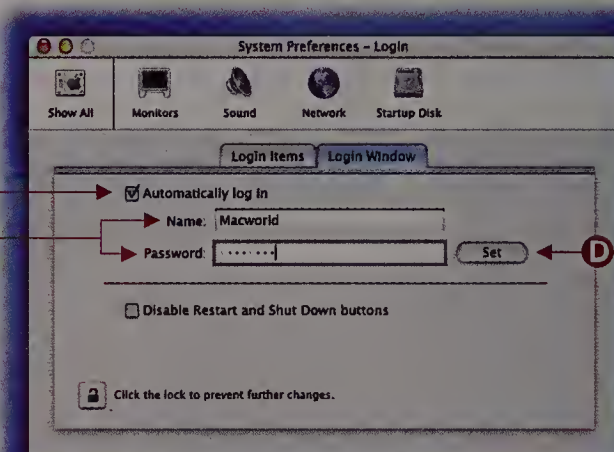 System Preferences – Login
Show All
Monitors
Sound
Network
Startup Disk
Login Items
Login Window
Automatically log in
Name: Macworld
Password: •••••••
Set
D
Disable Restart and Shut Down buttons
Click the lock to prevent further changes.